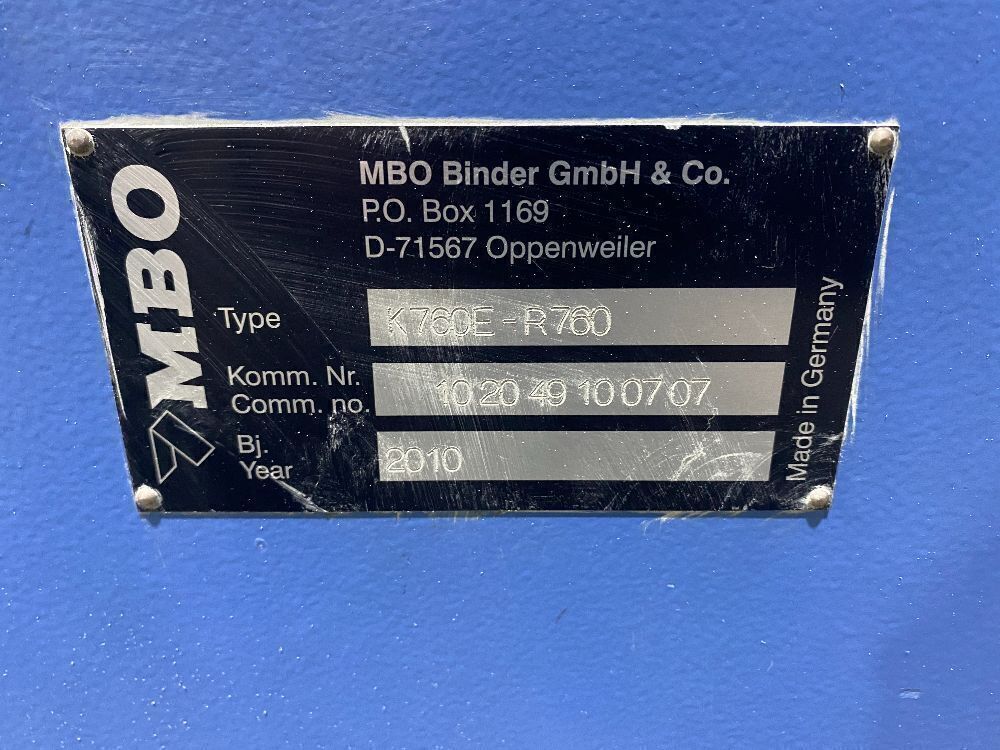 MBO
MBO Binder GmbH & Co.
P.O. Box 1169
D-71567 Oppenweiler
Type K760E-R760
Komm. Nr.
Comm. no. 10 20 49 10 07 07
Bj.
Year 2010
Made in Germany